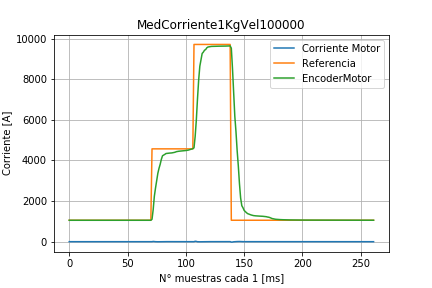 MedCorriente1KgVel100000
Corriente Motor
Referencia
EncoderMotor
10000
8000
6000
4000
2000
0
Corriente [A]
0 50 100 150 200 250
N° muestras cada 1 [ms]